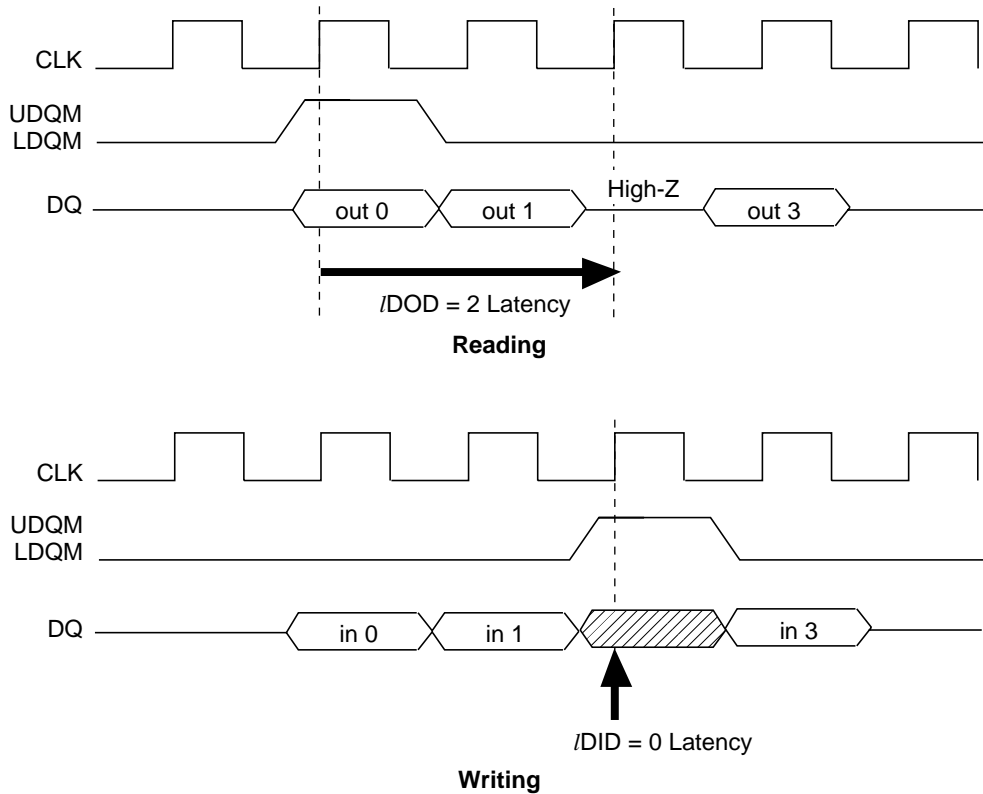 CLK
UDQM
LDQM
DQ
out 0
out 1
High-Z
out 3
lDOD = 2 Latency
Reading
CLK
UDQM
LDQM
DQ
in 0
in 1
in 3
lDID = 0 Latency
Writing